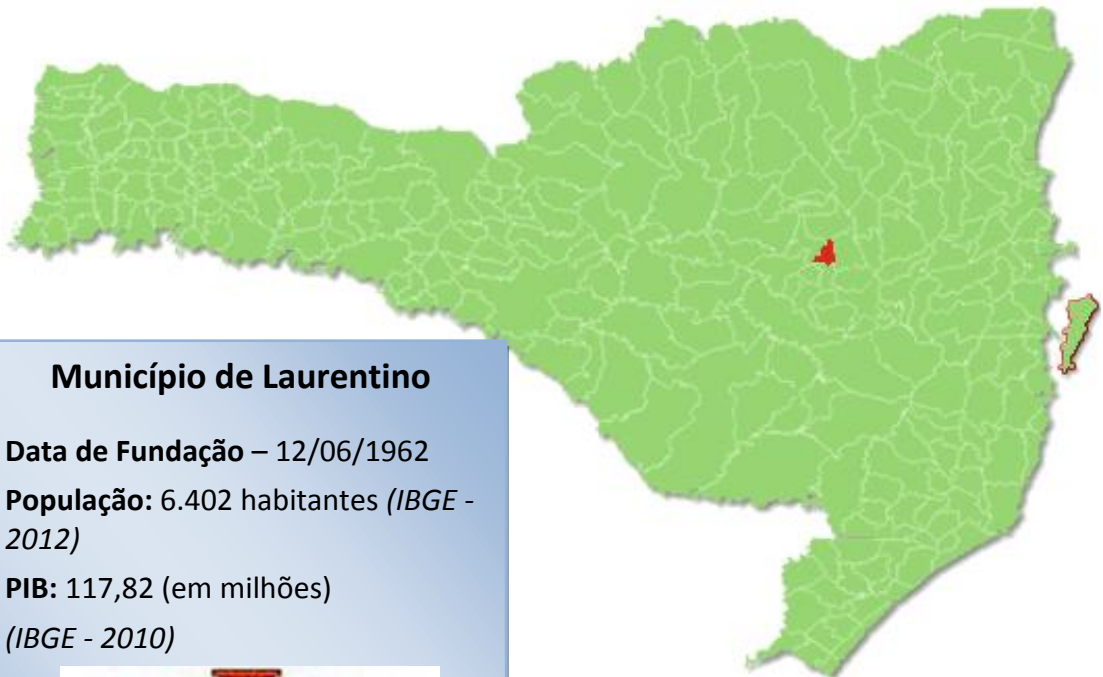 Município de Laurentino
Data de Fundação – 12/06/1962
População: 6.402 habitantes (IBGE -
2012)
PIB: 117,82 (em milhões)
(IBGE - 2010)